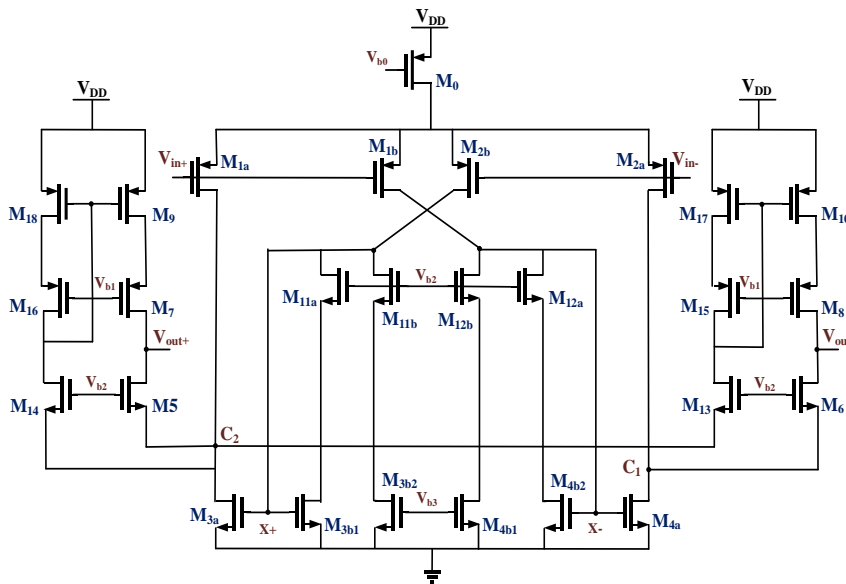 VDD
Vb0
M0
VDD
VDD
Vin+
M1a
M1b
M2b
M2a
Vin-
M18
M9
M17
M10
M16
Vb1
M7
M11a
M11b
Vb2
M12b
M12a
M15
Vb1
M8
Vout+
Vou
M14
Vb2
M5
M13
Vb2
M6
C2
C1
M3a
X+
M3b1
M3b2
Vb3
M4b1
M4b2
X-
M4a